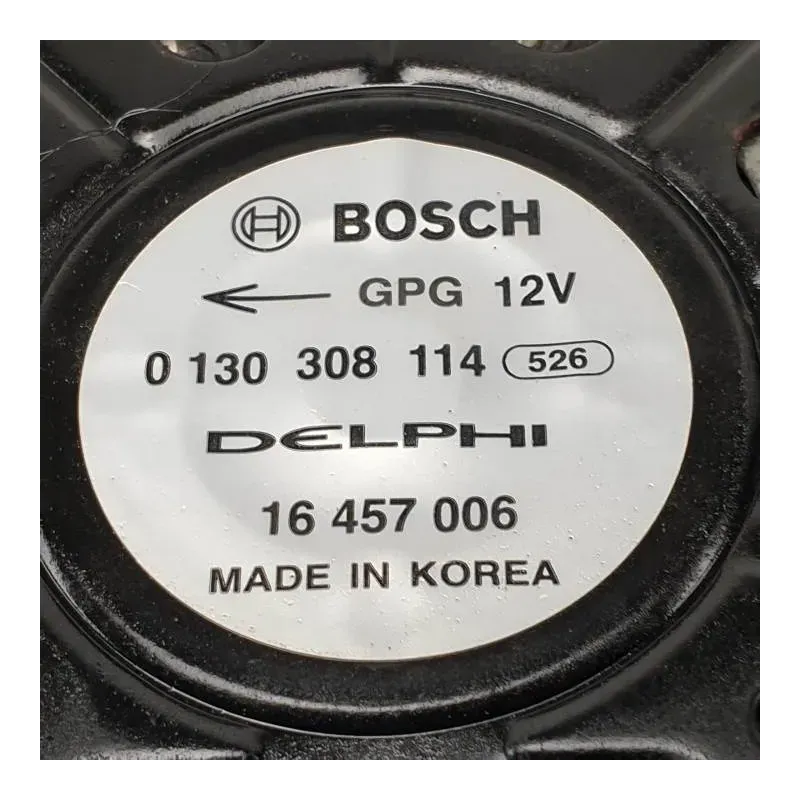 BOSCH
GPG 12V
0 130 308 114 526
DELPHI
16 457 006
MADE IN KOREA